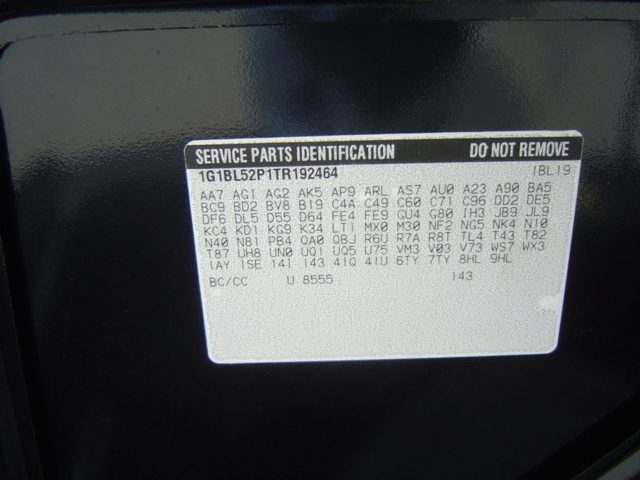 SERVICE PARTS IDENTIFICATION DO NOT REMOVE
1G1BL52P1TR192464 1BL19
AA7 AG1 AG2 AK5 AP9 ARL AS7 AU0 A23 A90 BA5
BC9 BD2 BV8 B19 C4A C49 C60 C71 C96 DD2 DE5
DF6 DL5 D55 D64 FE4 FE9 GU4 G80 IH3 JB9 JL9
KC4 KD1 KG9 K34 LT1 MX0 M30 NF2 NG5 NK4 N10
N40 N81 PB4 QA0 QBJ R6U R7A R8T TL4 T43 T82
T87 UH8 UN0 UQ1 UQ5 U75 VM3 V03 V73 WS7 WX3
1AY 1SE 14I 143 41Q 41U 6TY 7TY 8HL 9HL
BC/CC U 8555 143